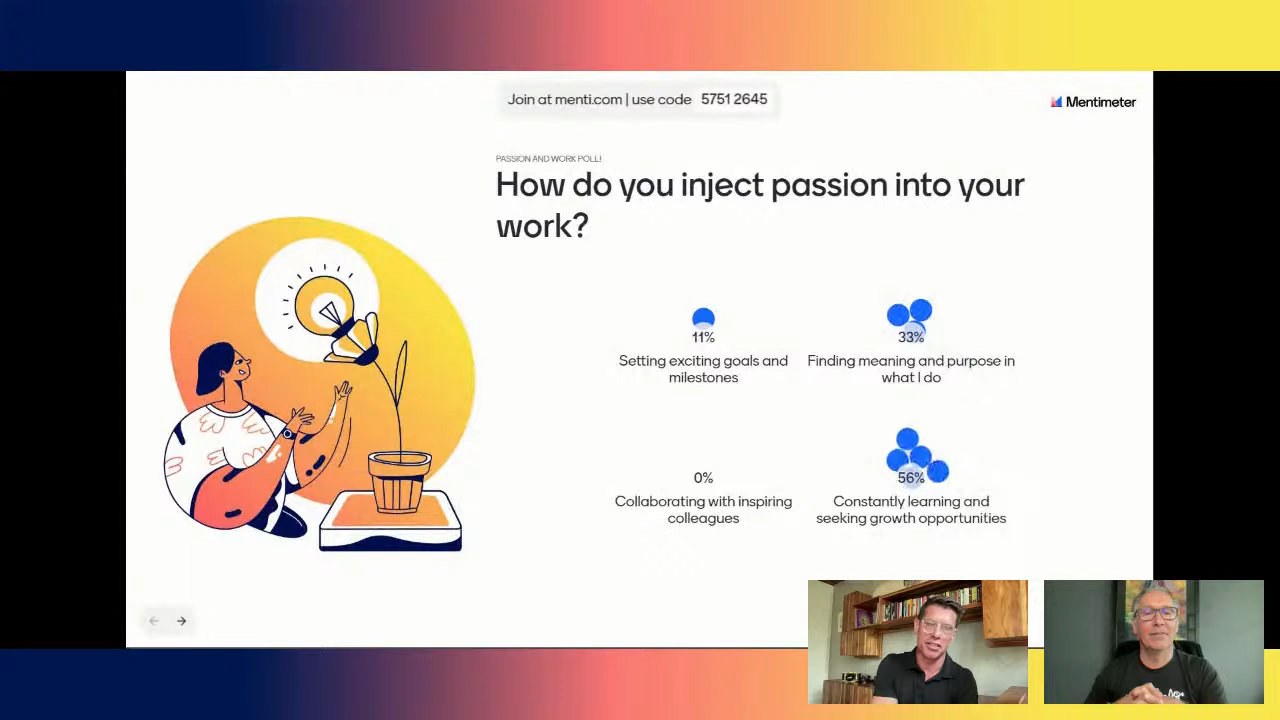 Join at menti.com | use code 5751 2645
Mentimeter
PASSION AND WORK POLL!
How do you inject passion into your
work?
11%
Setting exciting goals and
milestones
33%
Finding meaning and purpose in
what I do
0%
Collaborating with inspiring
colleagues
56%
Constantly learning and
seeking growth opportunities